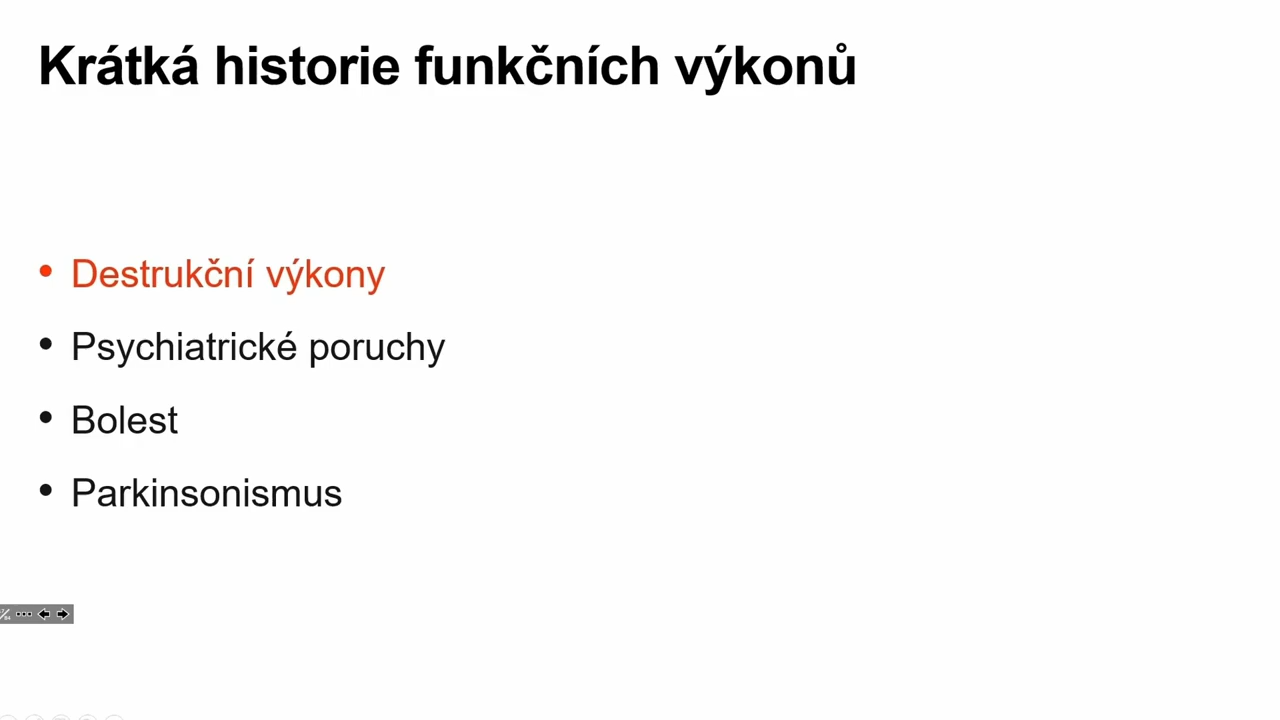 Krátká historie funkčních výkonů
• Destrukční výkony
• Psychiatrické poruchy
• Bolest
• Parkinsonismus